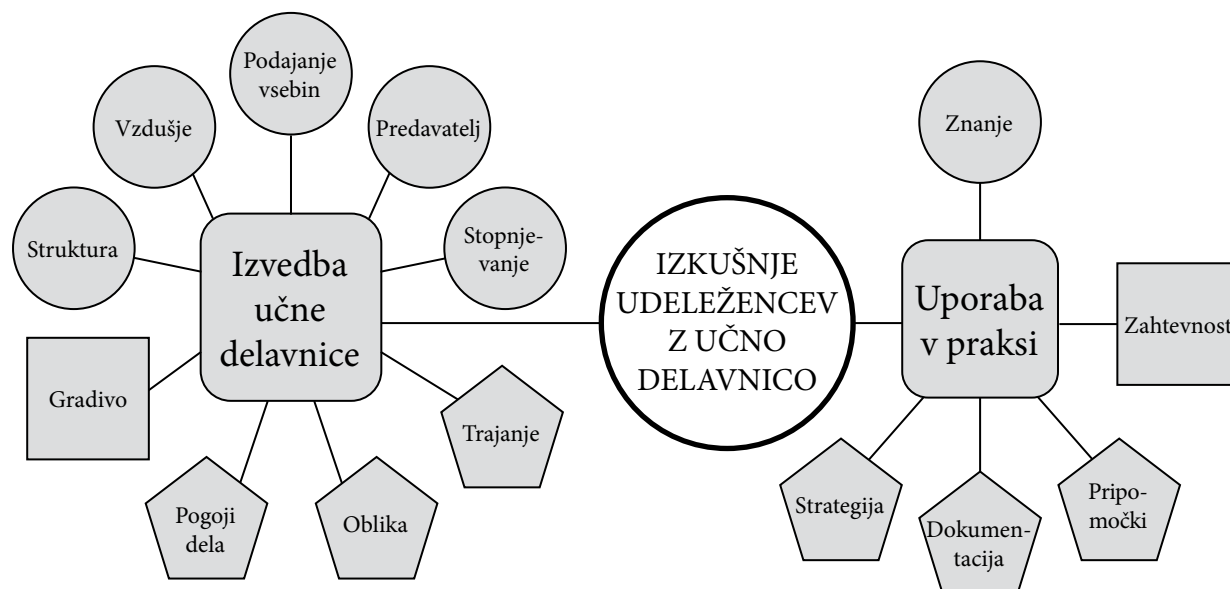 Podajanje
vsebin
Vzdušje
Predavatelj
Struktura
Stopnje-
vanje
Izvedba
učne
delavnice
Gradivo
Trajanje
Pogoji
dela
Oblika
IZKUŠNJE
UDELEŽENCEV
Z UČNO
DELAVNICO
Znanje
Uporaba
v praksi
Zahtevnost
Strategija
Dokumen-
tacija
Pripo-
močki